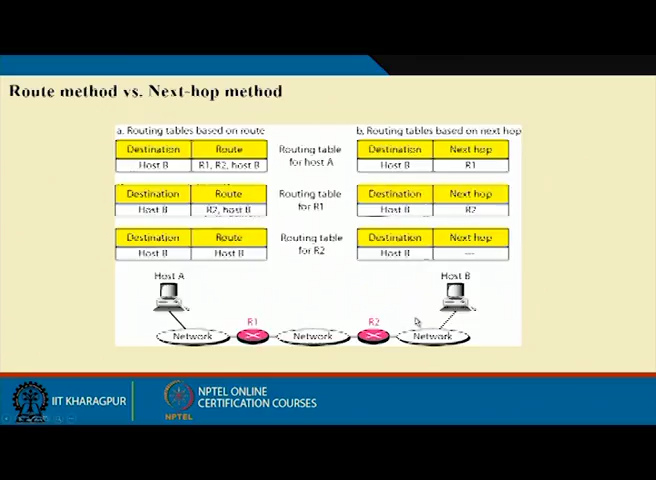 Route method vs. Next-hop method
a. Routing tables based on route
b. Routing tables based on next hop
Destination Route
Host B R1, R2, host B
Routing table
for host A
Destination Next hop
Host B R1
Destination Route
Host B R2, host B
Routing table
for R1
Destination Next hop
Host B R2
Destination Route
Host B Host B
Routing table
for R2
Destination Next hop
Host B ---
Host A
Host B
R1
R2
Network
Network
Network
IIT KHARAGPUR
NPTEL
NPTEL ONLINE
CERTIFICATION COURSES